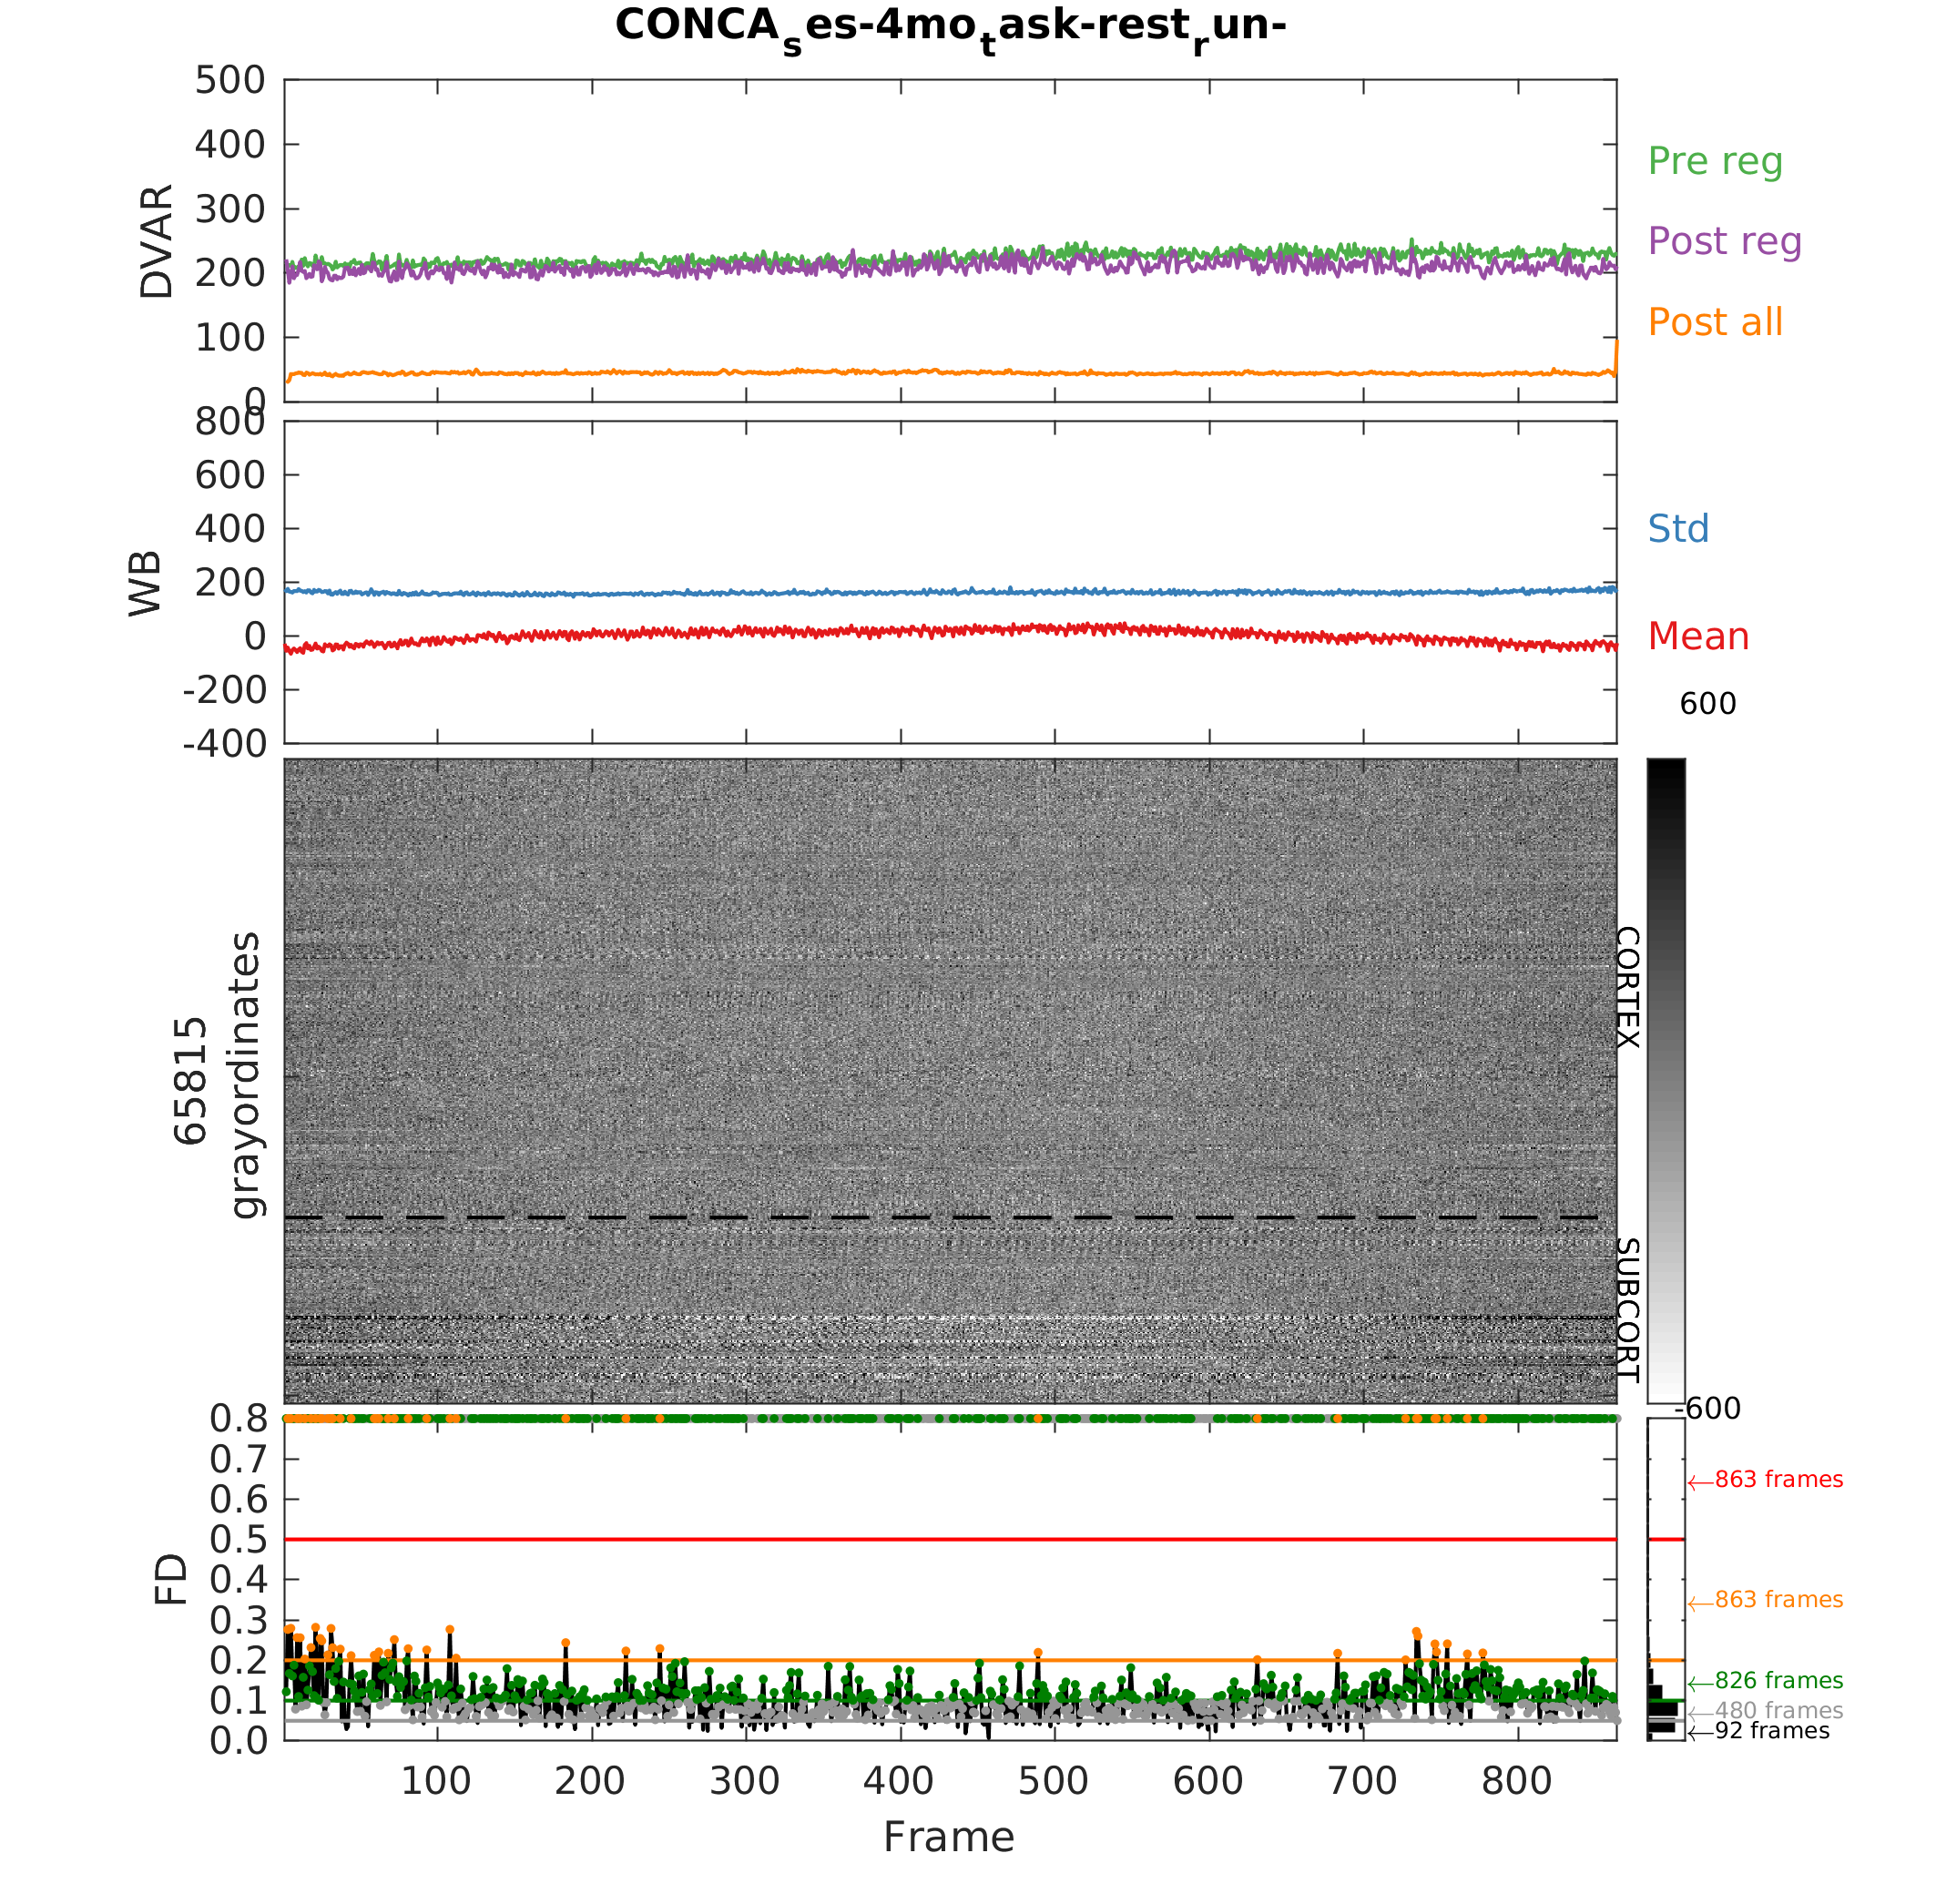 CONCAses-4motask-restrun-
500
400
300
200
100
0
DVAR
Pre reg
Post reg
Post all
800
600
400
200
0
-200
-400
WB
Std
Mean
600
65815
grayordinates
CORTEX
SUBCORT
-600
0.8
0.7
0.6
0.5
0.4
0.3
0.2
0.1
0.0
FD
←863 frames
←863 frames
←826 frames
←480 frames
←92 frames
100 200 300 400 500 600 700 800
Frame